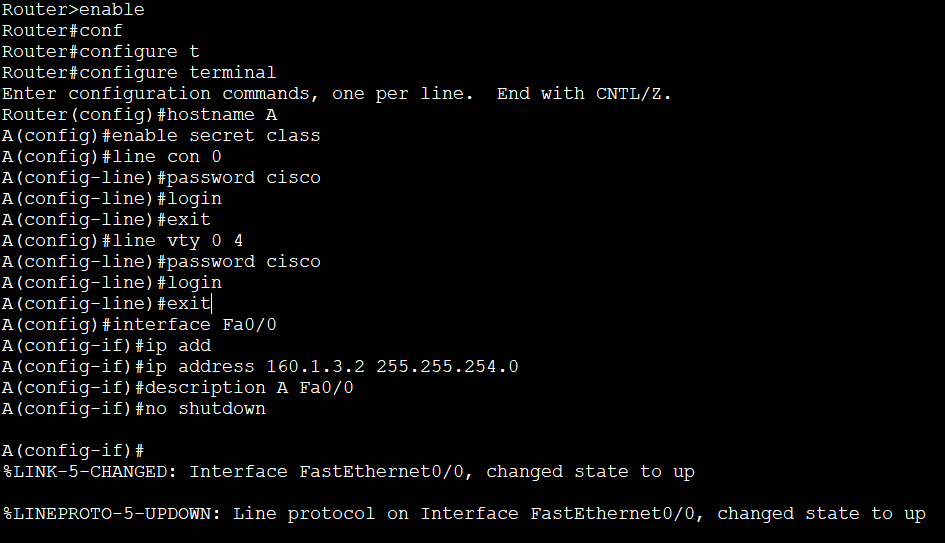 Router>enable
Router#conf
Router#configure t
Router#configure terminal
Enter configuration commands, one per line.  End with CNTL/Z.
Router(config)#hostname A
A(config)#enable secret class
A(config)#line con 0
A(config-line)#password cisco
A(config-line)#login
A(config-line)#exit
A(config)#line vty 0 4
A(config-line)#password cisco
A(config-line)#login
A(config-line)#exit
A(config)#interface Fa0/0
A(config-if)#ip add
A(config-if)#ip address 160.1.3.2 255.255.254.0
A(config-if)#description A Fa0/0
A(config-if)#no shutdown
A(config-if)#
%LINK-5-CHANGED: Interface FastEthernet0/0, changed state to up
%LINEPROTO-5-UPDOWN: Line protocol on Interface FastEthernet0/0, changed state to up